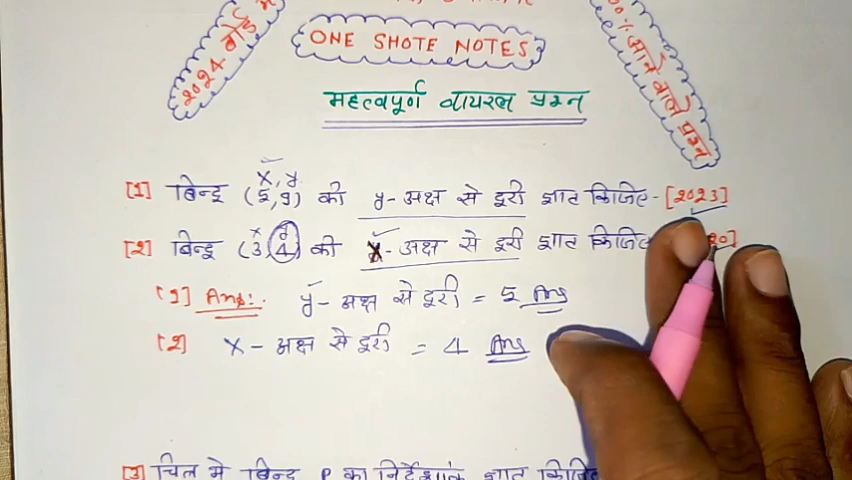 2024 बोर्ड में
ONE SHOTE NOTES
100% आने वाले प्रश्न
महत्वपूर्ण वायरल प्रश्न
x, y
[1] बिन्दू (5,9) की y-अक्ष से दूरी ज्ञात किजिए- [2023]
x y
[2] बिन्दू (3,4) की x-अक्ष से दूरी ज्ञात किजिए 20]
[1] Ans:- y-अक्ष से दूरी = 5 Ans
[2] x-अक्ष से दूरी = 4 Ans
[3] चित्र मे बिन्दू P का निर्देशांक ज्ञात किजिए